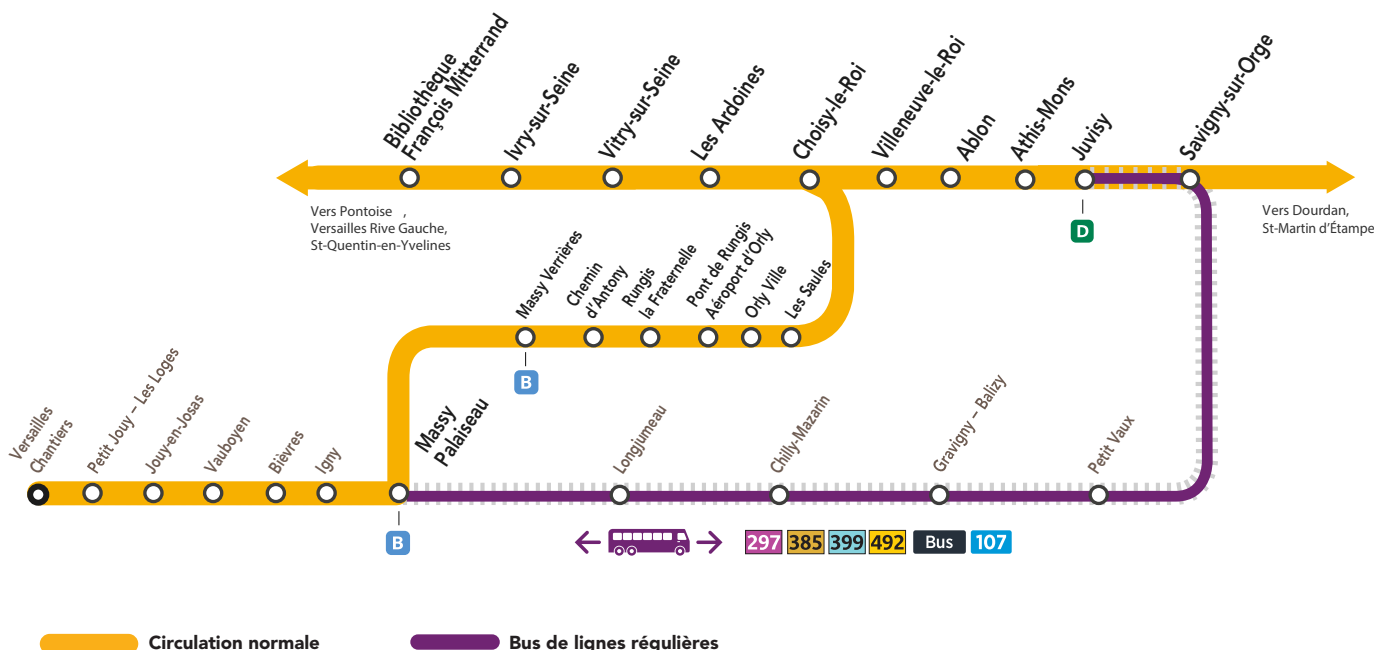 Bibliothèque
François Mitterrand
Ivry-sur-Seine
Vitry-sur-Seine
Les Ardoines
Choisy-le-Roi
Villeneuve-le-Roi
Ablon
Athis-Mons
Juvisy
Savigny-sur-Orge
Vers Pontoise ,
Versailles Rive Gauche,
St-Quentin-en-Yvelines
D
Vers Dourdan,
St-Martin d'Étampe
Massy Verrières
Chemin
d'Antony
Rungis
la Fraternelle
Pont de Rungis
Aéroport d'Orly
Orly Ville
Les Saules
B
Versailles
Chantiers
Petit Jouy – Les Loges
Jouy-en-Josas
Vauboyen
Bièvres
Igny
Massy
Palaiseau
Longjumeau
Chilly-Mazarin
Gravigny – Balizy
Petit Vaux
B
297 385 399 492 Bus 107
Circulation normale
Bus de lignes régulières